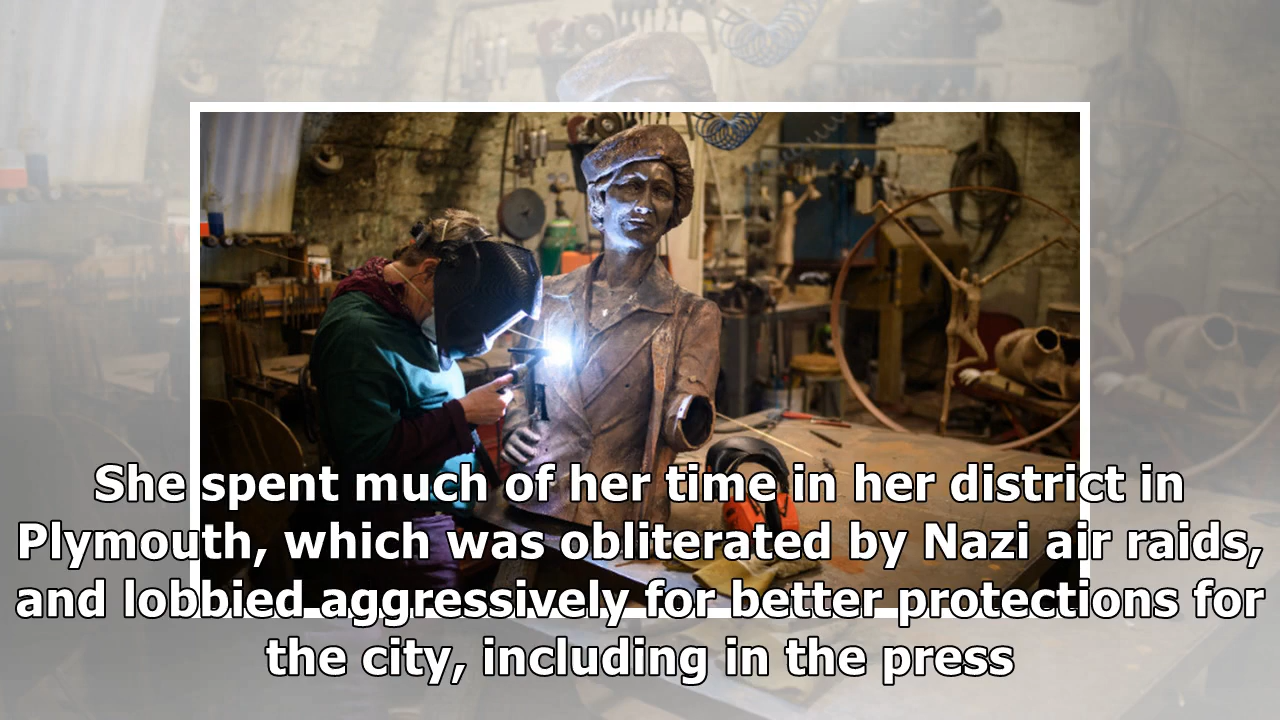 She spent much of her time in her district in
Plymouth, which was obliterated by Nazi air raids,
and lobbied aggressively for better protections for
the city, including in the press